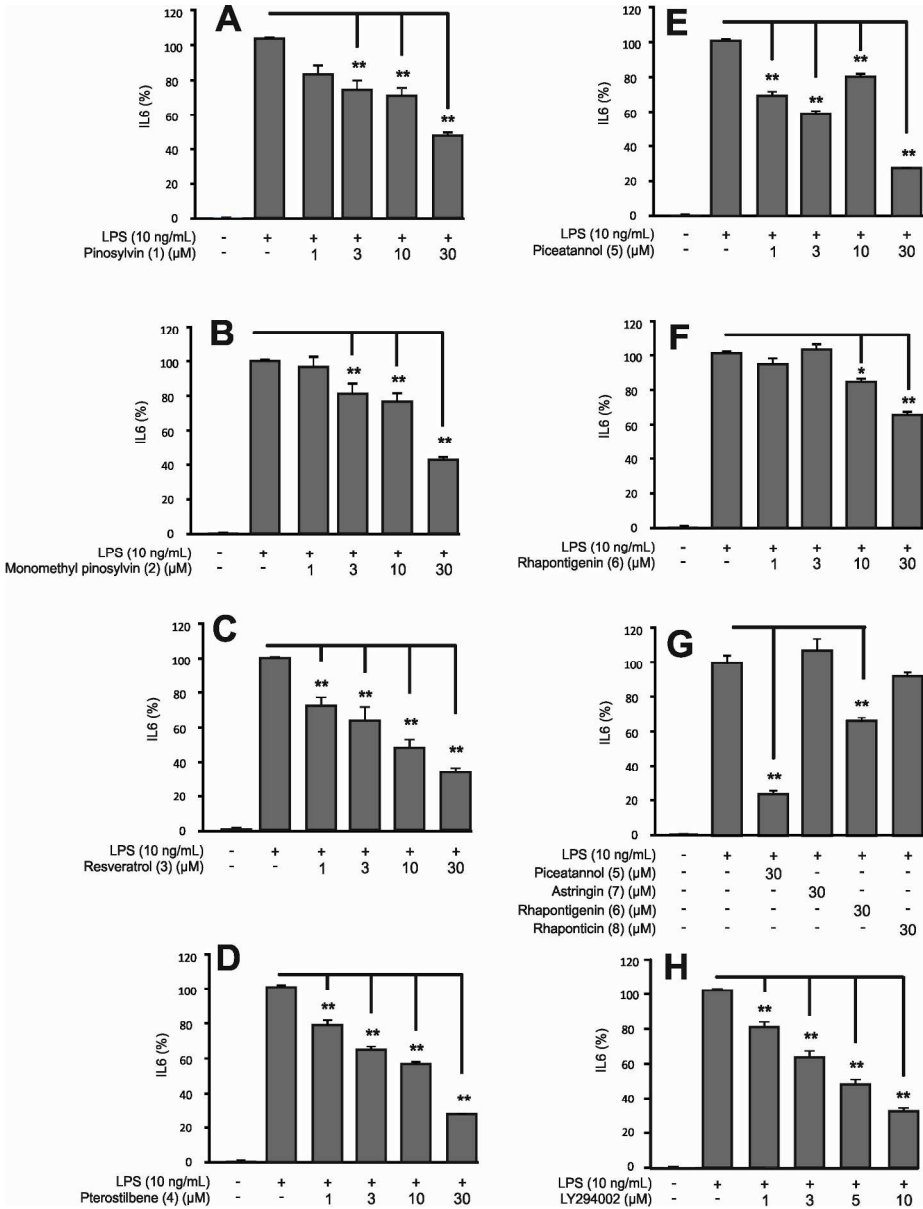 A
120
100
80
60
40
20
0
IL6 (%)
**
**
**
LPS (10 ng/mL) - + + + + +
Pinosylvin (1) (µM) - - 1 3 10 30
B
120
100
80
60
40
20
0
IL6 (%)
**
**
**
LPS (10 ng/mL) - + + + + +
Monomethyl pinosylvin (2) (µM) - - 1 3 10 30
C
120
100
80
60
40
20
0
IL6 (%)
**
**
**
**
LPS (10 ng/mL) - + + + + +
Resveratrol (3) (µM) - - 1 3 10 30
D
120
100
80
60
40
20
0
IL6 (%)
**
**
**
**
LPS (10 ng/mL) - + + + + +
Pterostilbene (4) (µM) - - 1 3 10 30
E
120
100
80
60
40
20
0
IL6 (%)
**
**
**
**
LPS (10 ng/mL) - + + + + +
Piceatannol (5) (µM) - - 1 3 10 30
F
120
100
80
60
40
20
0
IL6 (%)
*
**
LPS (10 ng/mL) - + + + + +
Rhapontigenin (6) (µM) - - 1 3 10 30
G
120
100
80
60
40
20
0
IL6 (%)
**
**
LPS (10 ng/mL) - + + + + +
Piceatannol (5) (µM) - - 30 - - -
Astringin (7) (µM) - - - 30 - -
Rhapontigenin (6) (µM) - - - - 30 -
Rhaponticin (8) (µM) - - - - - 30
H
120
100
80
60
40
20
0
IL6 (%)
**
**
**
**
LPS (10 ng/mL) - + + + + +
LY294002 (µM) - - 1 3 5 10